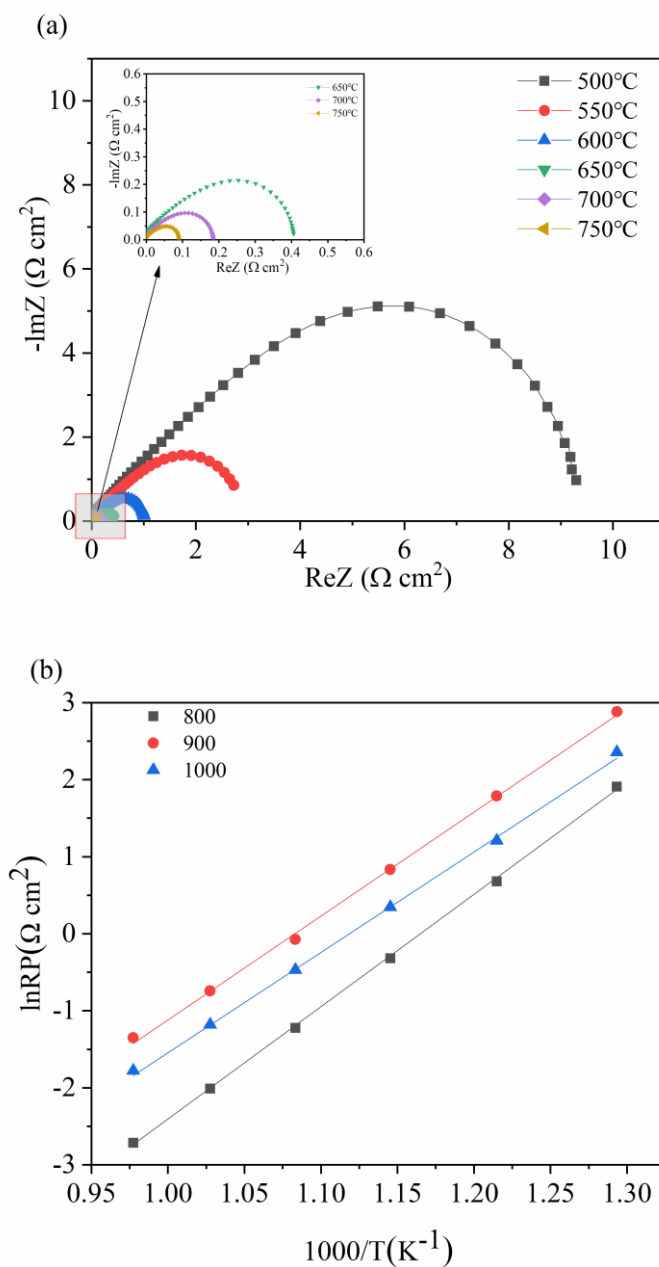 (a)
0.6
0.5
0.4
0.3
0.2
0.1
0.0
-lmZ (Ω cm²)
0.0 0.1 0.2 0.3 0.4 0.5 0.6
ReZ (Ω cm²)
650℃
700℃
750℃
500℃
550℃
600℃
650℃
700℃
750℃
10
8
6
4
2
0
-lmZ (Ω cm²)
0 2 4 6 8 10
ReZ (Ω cm²)
(b)
800
900
1000
3
2
1
0
-1
-2
-3
lnRP(Ω cm²)
0.95 1.00 1.05 1.10 1.15 1.20 1.25 1.30
1000/T(K⁻¹)